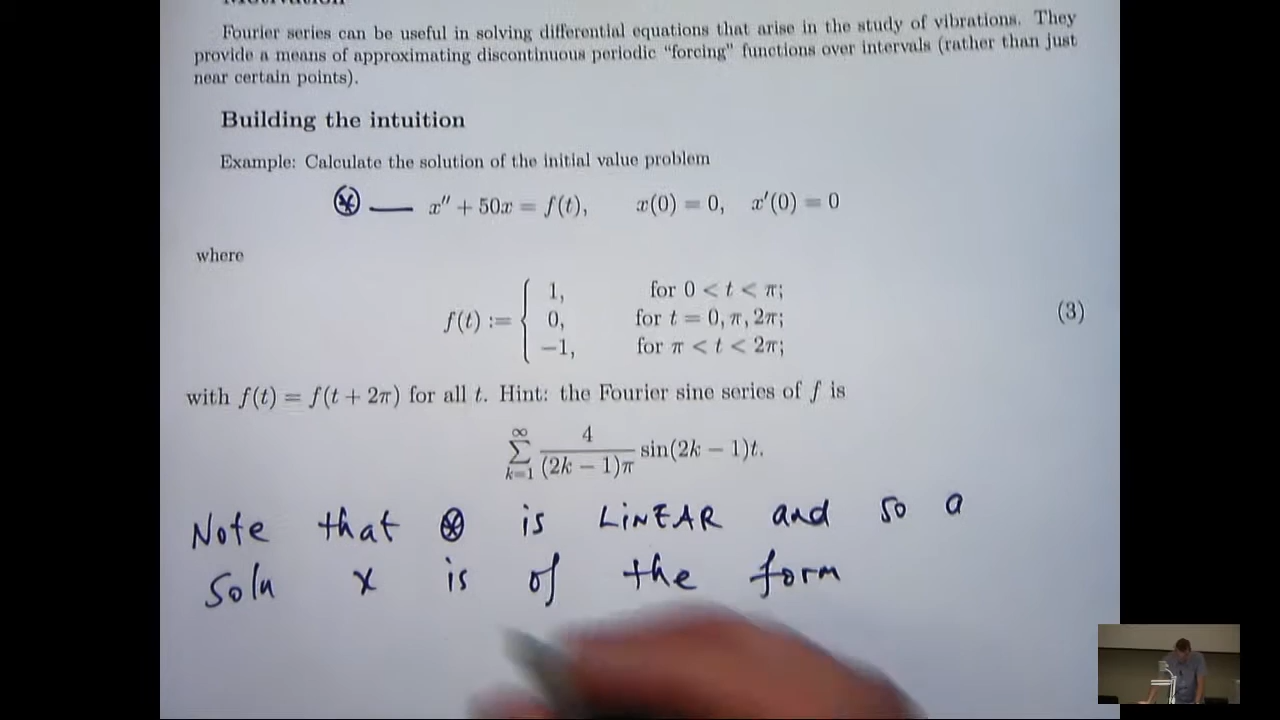 Motivation
Fourier series can be useful in solving differential equations that arise in the study of vibrations. They
provide a means of approximating discontinuous periodic “forcing” functions over intervals (rather than just
near certain points).
Building the intuition
Example: Calculate the solution of the initial value problem
⊛ — x″ + 50x = f(t), x(0) = 0, x′(0) = 0
where
f(t) := { 1, for 0 < t < π;
0, for t = 0, π, 2π;
−1, for π < t < 2π;
(3)
with f(t) = f(t + 2π) for all t. Hint: the Fourier sine series of f is
∑_{k=1}^{∞} 4/((2k − 1)π) sin(2k − 1)t.
Note that ⊛ is LiNEAR and so a
Soln x is of the form